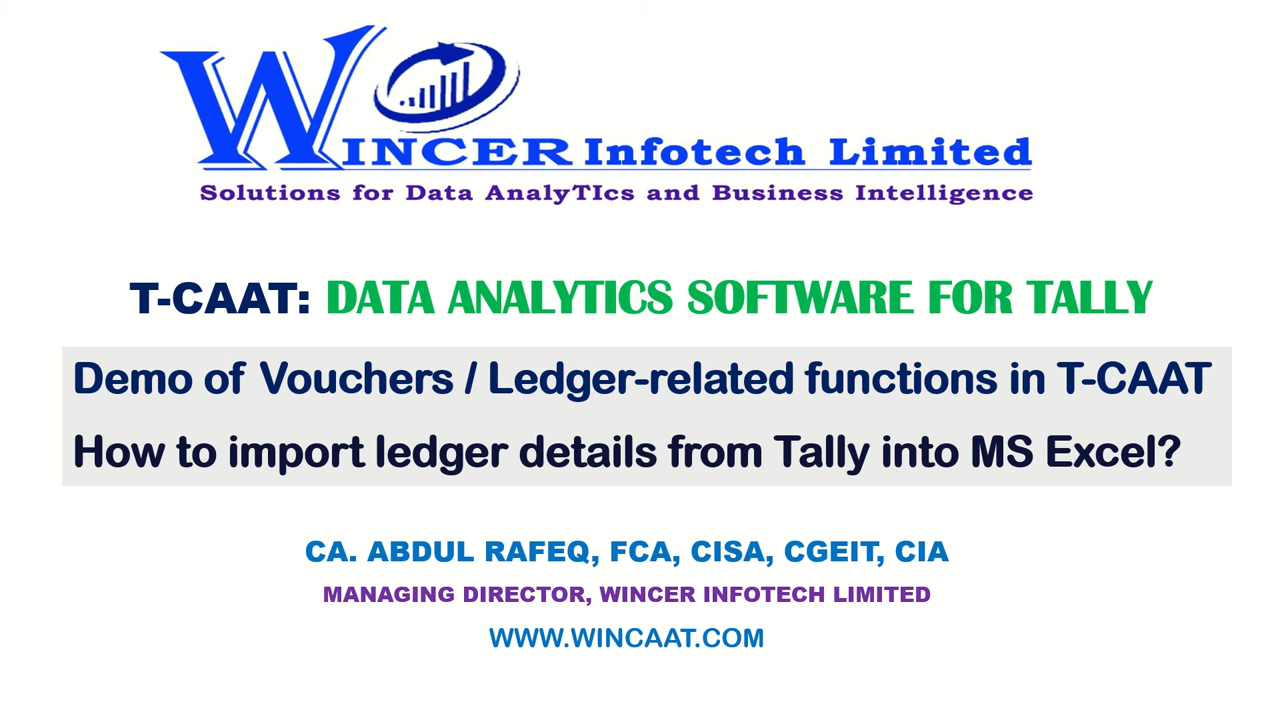 WINCER Infotech Limited
Solutions for Data AnalyTIcs and Business Intelligence
T-CAAT: DATA ANALYTICS SOFTWARE FOR TALLY
Demo of Vouchers / Ledger-related functions in T-CAAT
How to import ledger details from Tally into MS Excel?
CA. ABDUL RAFEQ, FCA, CISA, CGEIT, CIA
MANAGING DIRECTOR, WINCER INFOTECH LIMITED
WWW.WINCAAT.COM